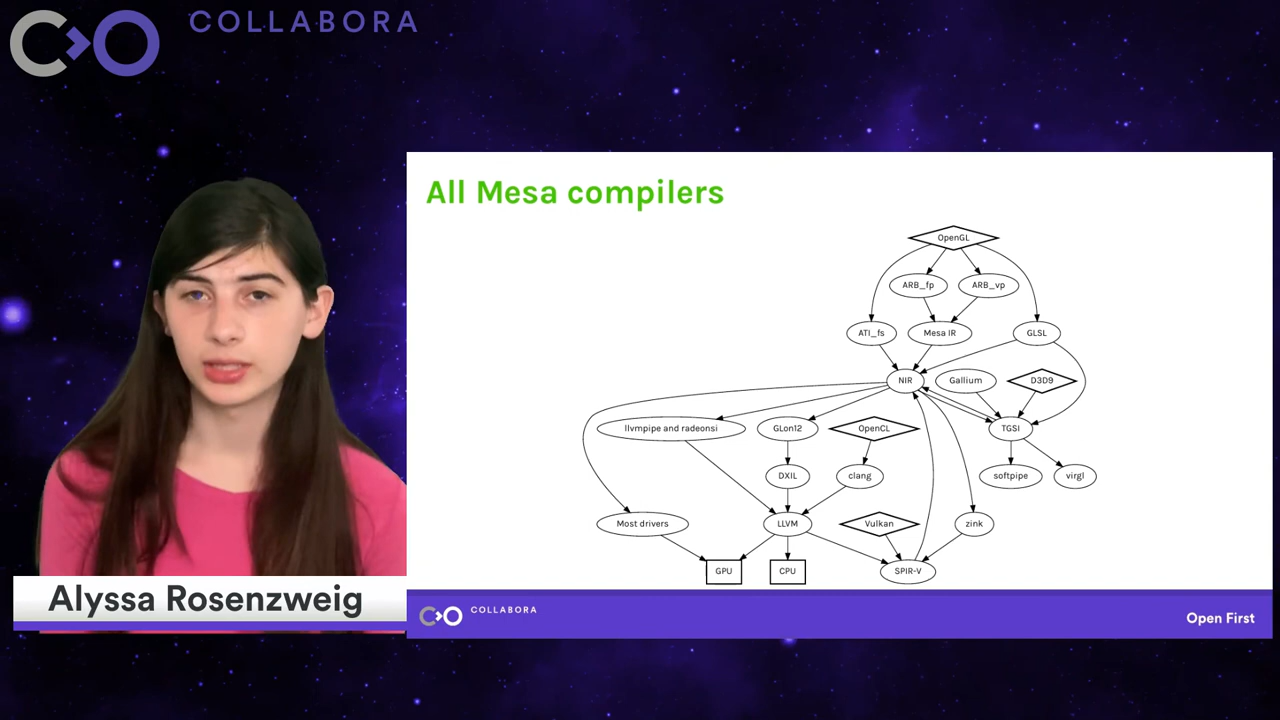 COLLABORA
All Mesa compilers
OpenGL
ARB_fp
ARB_vp
ATI_fs
Mesa IR
GLSL
NIR
Gallium
D3D9
llvmpipe and radeonsi
GLon12
OpenCL
TGSI
DXIL
clang
softpipe
virgl
Most drivers
LLVM
Vulkan
zink
GPU
CPU
SPIR-V
Alyssa Rosenzweig
COLLABORA
Open First